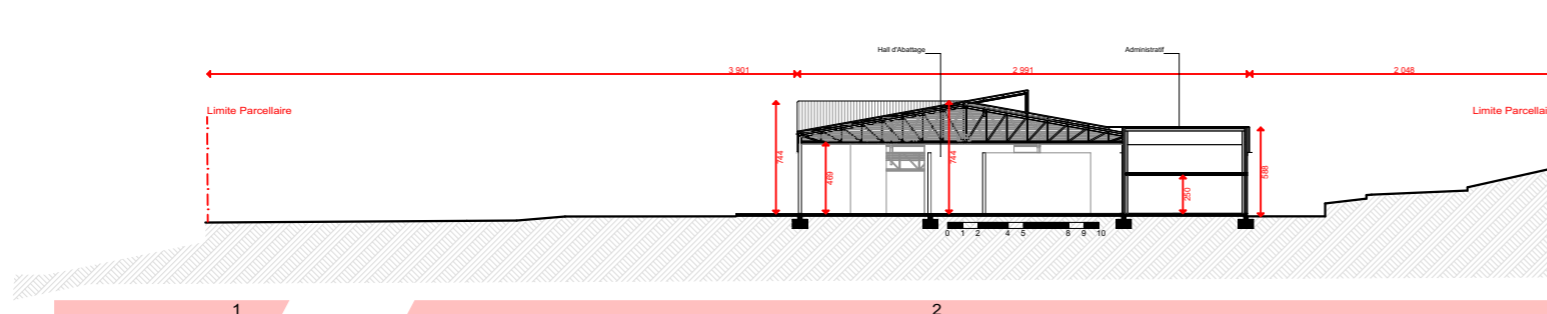 Hall d'Abattage
Administratif
3 901
2 991
2 048
Limite Parcellaire
Limite Parcellai
744
469
744
250
588
0 1 2 4 5 8 9 10
1
2